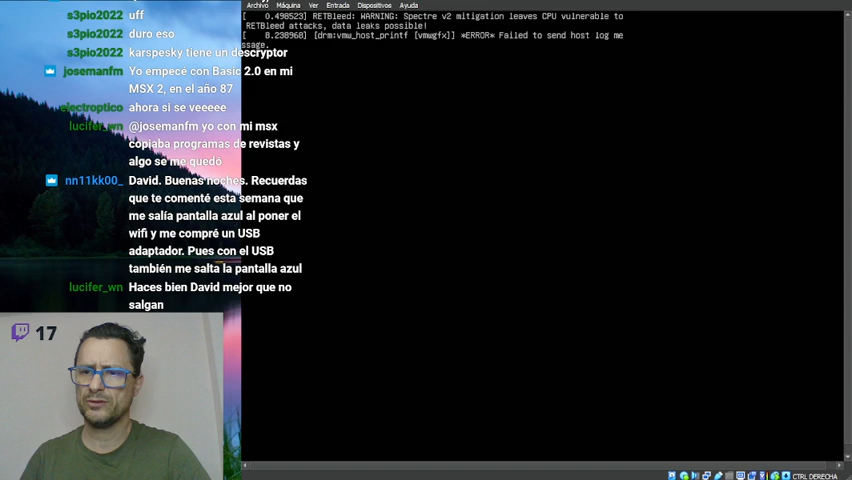 s3pio2022 uff
s3pio2022 duro eso
s3pio2022 karspesky tiene un descryptor
josemanfm Yo empecé con Basic 2.0 en mi
MSX 2, en el año 87
electroptico ahora si se veeeee
lucifer_wn @josemanfm yo con mi msx
copiaba programas de revistas y
algo se me quedó
nn11kk00_ David. Buenas noches. Recuerdas
que te comenté esta semana que
me salía pantalla azul al poner el
wifi y me compré un USB
adaptador. Pues con el USB
también me salta la pantalla azul
lucifer_wn Haces bien David mejor que no
salgan
17
Archivo Máquina Ver Entrada Dispositivos Ayuda
[    0.498523] RETBleed: WARNING: Spectre v2 mitigation leaves CPU vulnerable to
RETBleed attacks, data leaks possible!
[    8.238968] [drm:vmw_host_printf [vmwgfx]] *ERROR* Failed to send host log me
ssage.
CTRL DERECHA